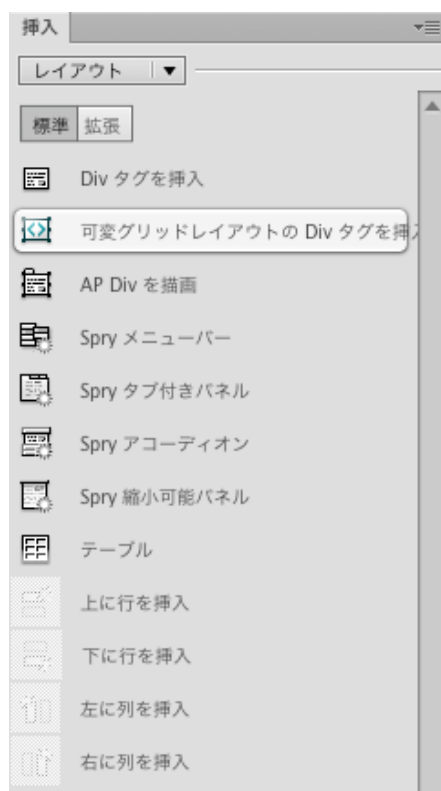 挿入
レイアウト
標準 拡張
Div タグを挿入
可変グリッドレイアウトの Div タグを挿
AP Div を描画
Spry メニューバー
Spry タブ付きパネル
Spry アコーディオン
Spry 縮小可能パネル
テーブル
上に行を挿入
下に行を挿入
左に列を挿入
右に列を挿入